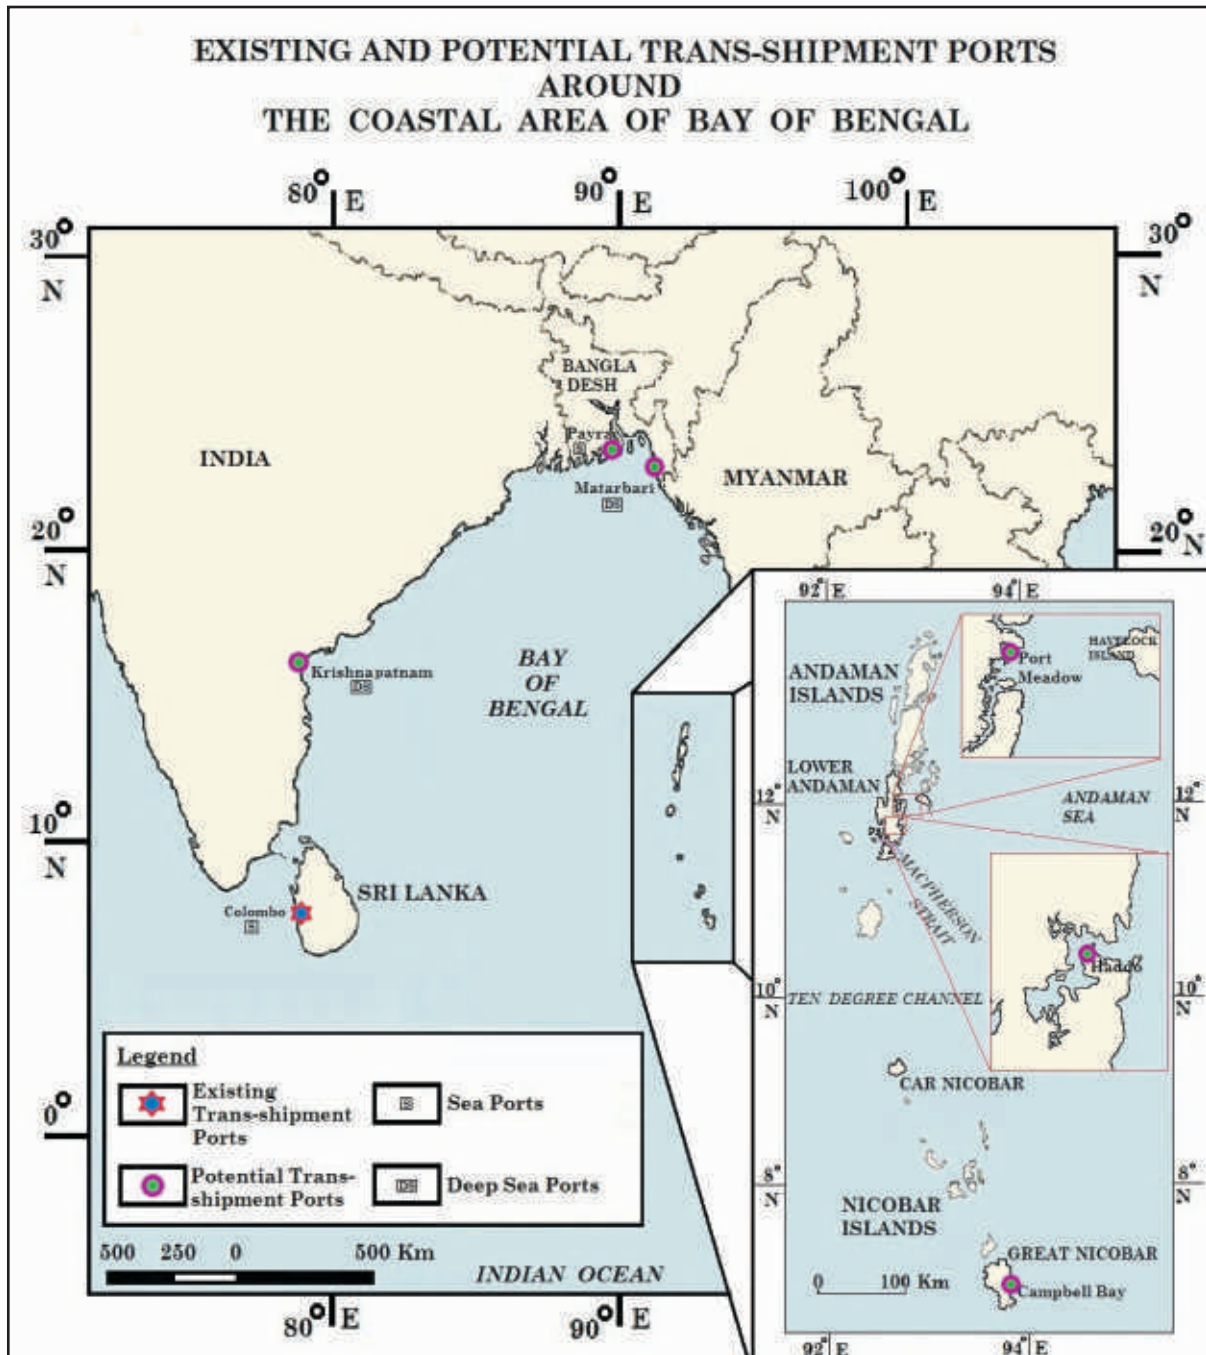 EXISTING AND POTENTIAL TRANS-SHIPMENT PORTS
AROUND
THE COASTAL AREA OF BAY OF BENGAL
80° E
90° E
100° E
30° N
30° N
BANGLA
DESH
Payra
S
INDIA
Matarbari
DS
MYANMAR
20° N
20° N
Krishnapatnam
DS
BAY
OF
BENGAL
10° N
SRI LANKA
Colombo
S
92° E
94° E
ANDAMAN
ISLANDS
HAVELOCK
ISLAND
Port
Meadow
LOWER
ANDAMAN
12° N
ANDAMAN
SEA
12° N
MACPHERSON
STRAIT
Haddo
10° N
TEN DEGREE CHANNEL
10° N
CAR NICOBAR
8° N
8° N
NICOBAR
ISLANDS
GREAT NICOBAR
Campbell Bay
0 100 Km
92° E
94° E
0° N
Legend
Existing
Trans-shipment
Ports
S Sea Ports
Potential Trans-
shipment Ports
DS Deep Sea Ports
500 250 0 500 Km
INDIAN OCEAN
80° E
90° E